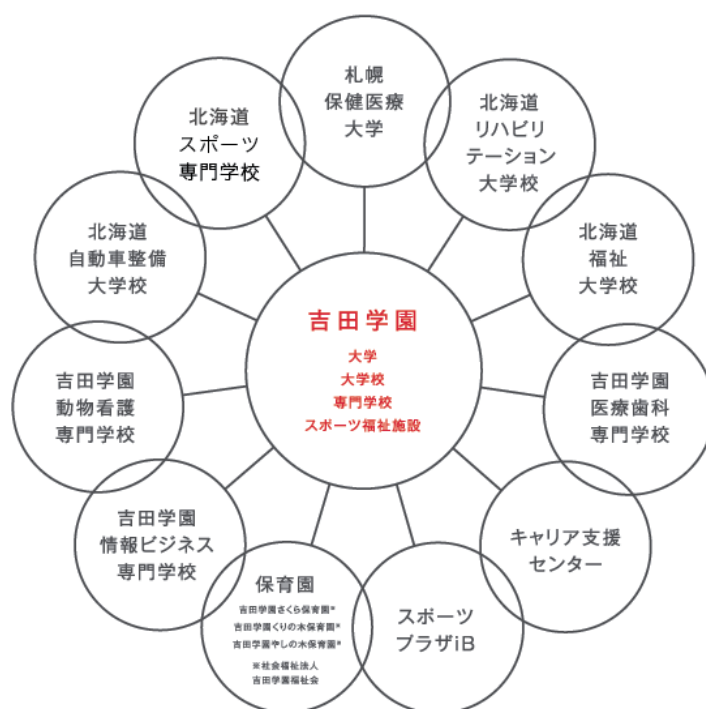 札幌
保健医療
大学
北海道
リハビリ
テーション
大学校
北海道
福祉
大学校
吉田学園
医療歯科
専門学校
キャリア支援
センター
スポーツ
プラザiB
保育園
吉田学園さくら保育園※
吉田学園くりの木保育園※
吉田学園やしの木保育園※
※社会福祉法人
吉田学園福祉会
吉田学園
情報ビジネス
専門学校
吉田学園
動物看護
専門学校
北海道
自動車整備
大学校
北海道
スポーツ
専門学校
吉田学園
大学
大学校
専門学校
スポーツ福祉施設